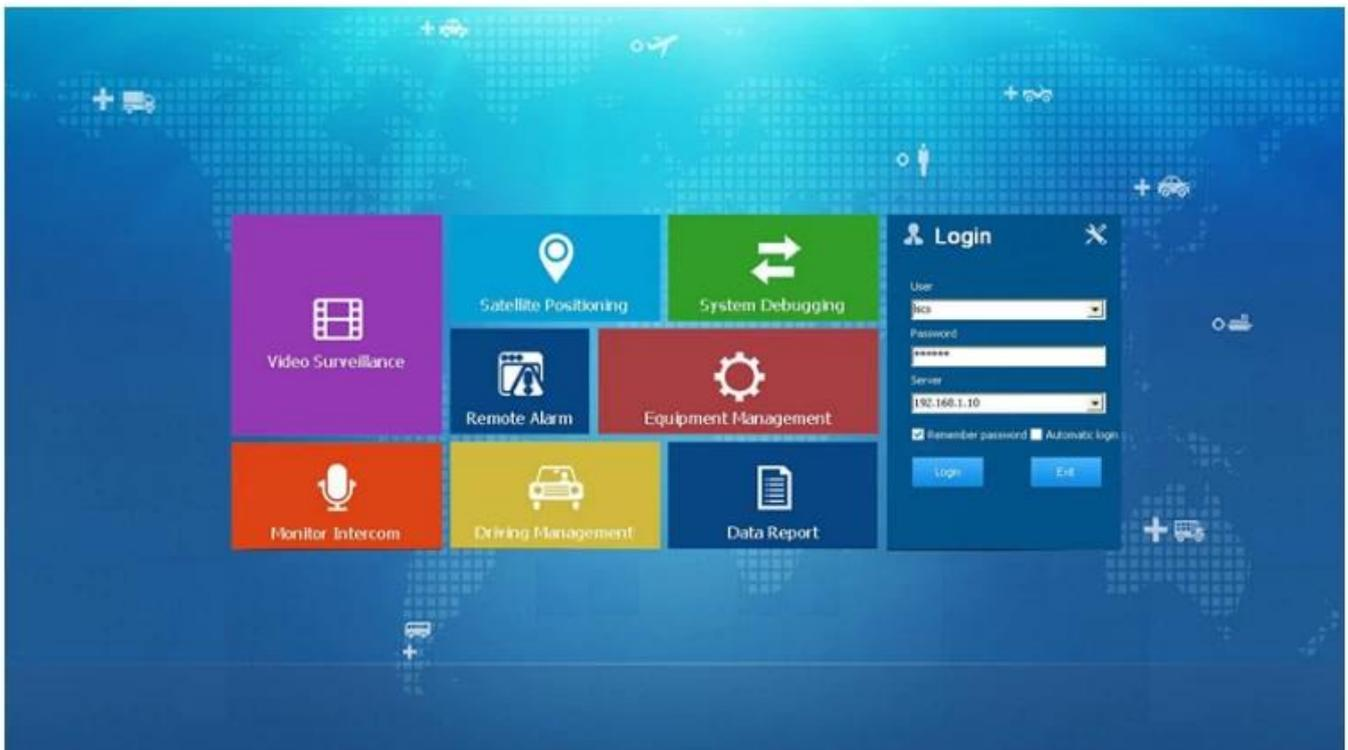 Video Surveillance
Satellite Positioning
System Debugging
Remote Alarm
Equipment Management
Monitor Intercom
Driving Management
Data Report
Login
User
Password
******
Server
192.168.1.10
Remember password Automatic login
Login Exit